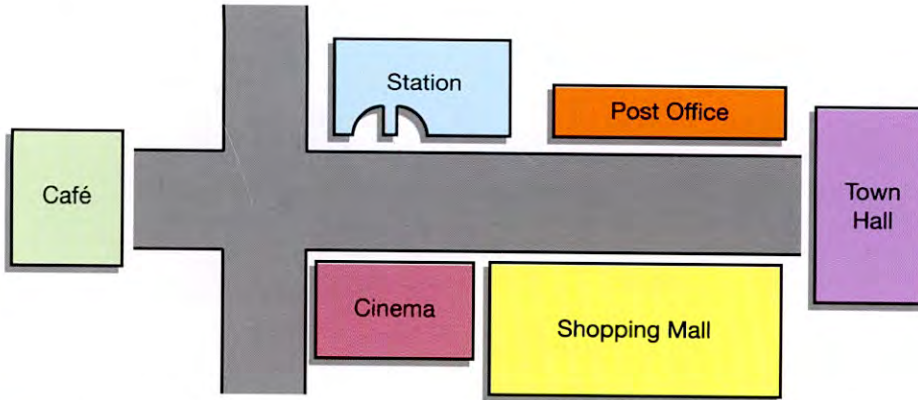 Station
Post Office
Café
Town
Hall
Cinema
Shopping Mall